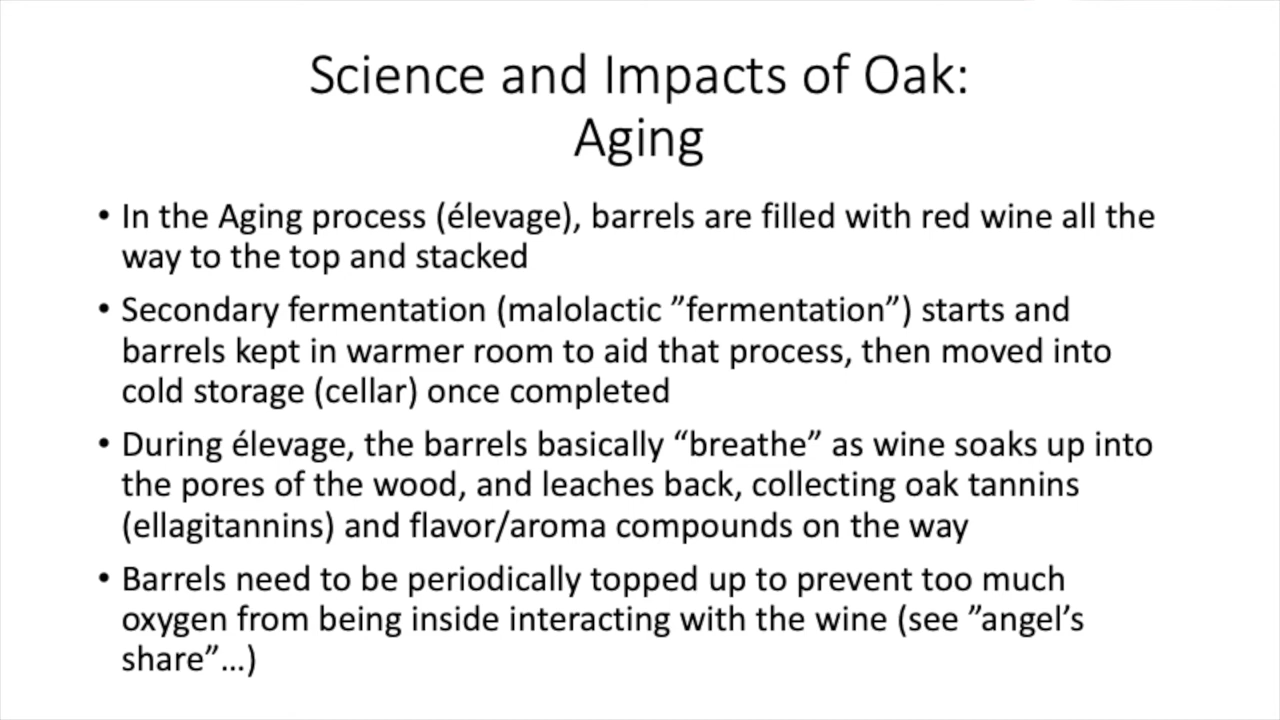 Science and Impacts of Oak:
Aging
• In the Aging process (élevage), barrels are filled with red wine all the
way to the top and stacked
• Secondary fermentation (malolactic ”fermentation”) starts and
barrels kept in warmer room to aid that process, then moved into
cold storage (cellar) once completed
• During élevage, the barrels basically “breathe” as wine soaks up into
the pores of the wood, and leaches back, collecting oak tannins
(ellagitannins) and flavor/aroma compounds on the way
• Barrels need to be periodically topped up to prevent too much
oxygen from being inside interacting with the wine (see ”angel’s
share”…)